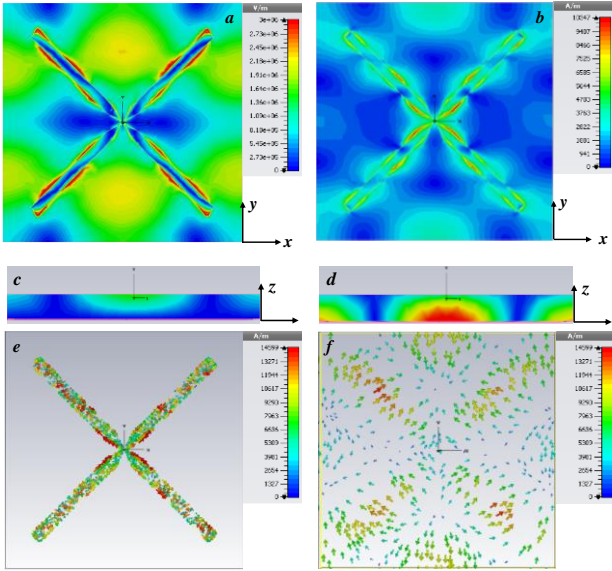 V/m
a
3e+06
2.73e+06
2.45e+06
2.18e+06
1.91e+06
1.64e+06
1.36e+06
1.09e+06
8.18e+05
5.45e+05
2.73e+05
0
y
x
A/m
b
10347
9407
8466
7525
6585
5644
4703
3763
2822
1881
941
0
y
x
c
z
d
z
A/m
e
14599
13271
11944
10617
9290
7963
6636
5309
3981
2654
1327
0
A/m
f
14599
13271
11944
10617
9290
7963
6636
5309
3981
2654
1327
0